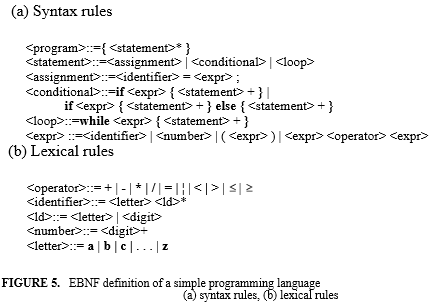 (a) Syntax rules
<program>::={ <statement>* }
<statement>::=<assignment> | <conditional> | <loop>
<assignment>::=<identifier> = <expr> ;
<conditional>::=if <expr> { <statement> + } |
if <expr> { <statement> + } else { <statement> + }
<loop>::=while <expr> { <statement> + }
<expr> ::=<identifier> | <number> | ( <expr> ) | <expr> <operator> <expr>
(b) Lexical rules
<operator>::= + | - | * | / | = | ¦ | < | > | ≤ | ≥
<identifier>::= <letter> <ld>*
<ld>::= <letter> | <digit>
<number>::= <digit>+
<letter>::= a | b | c | . . . | z
FIGURE 5. EBNF definition of a simple programming language
(a) syntax rules, (b) lexical rules